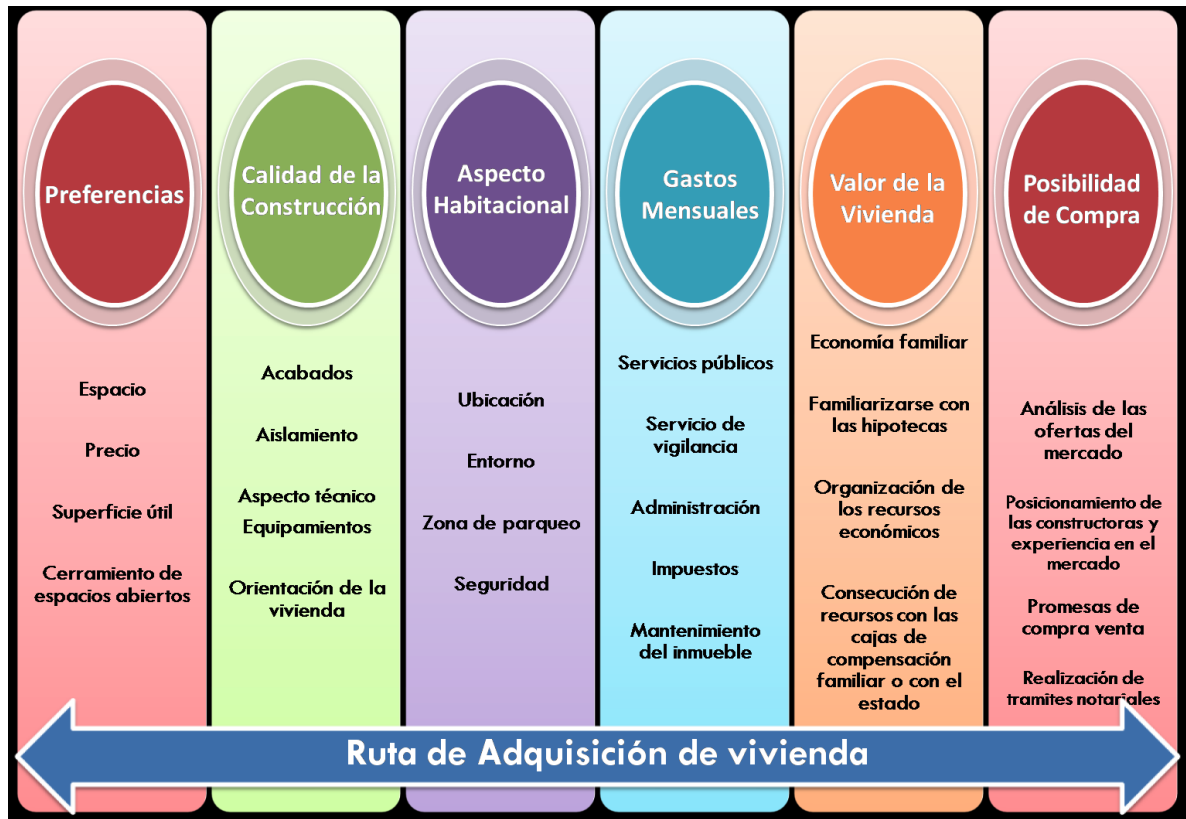 Preferencias
Espacio
Precio
Superficie útil
Cerramiento de
espacios abiertos
Calidad de la
Construcción
Acabados
Aislamiento
Aspecto técnico
Equipamientos
Orientación de la
vivienda
Aspecto
Habitacional
Ubicación
Entorno
Zona de parqueo
Seguridad
Gastos
Mensuales
Servicios públicos
Servicio de
vigilancia
Administración
Impuestos
Mantenimiento
del inmueble
Valor de la
Vivienda
Economía familiar
Familiarizarse con
las hipotecas
Organización de
los recursos
económicos
Consecución de
recursos con las
cajas de
compensación
familiar o con el
estado
Posibilidad
de Compra
Análisis de las
ofertas del
mercado
Posicionamiento de
las constructoras y
experiencia en el
mercado
Promesas de
compra venta
Realización de
tramites notariales
Ruta de Adquisición de vivienda